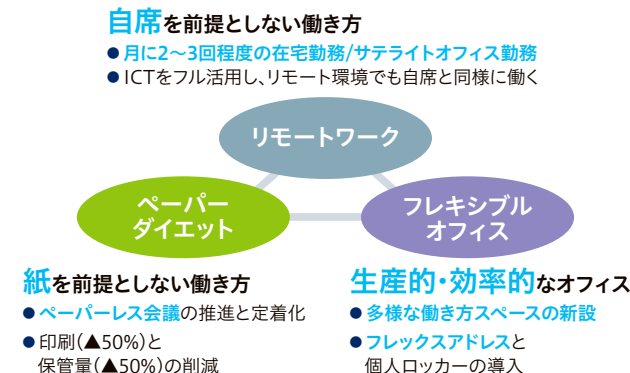 自席を前提としない働き方
●月に2〜3回程度の在宅勤務/サテライトオフィス勤務
●ICTをフル活用し、リモート環境でも自席と同様に働く
リモートワーク
ペーパー
ダイエット
フレキシブル
オフィス
紙を前提としない働き方
●ペーパーレス会議の推進と定着化
●印刷(▲50%)と
保管量(▲50%)の削減
生産的・効率的なオフィス
●多様な働き方スペースの新設
●フレックスアドレスと
個人ロッカーの導入